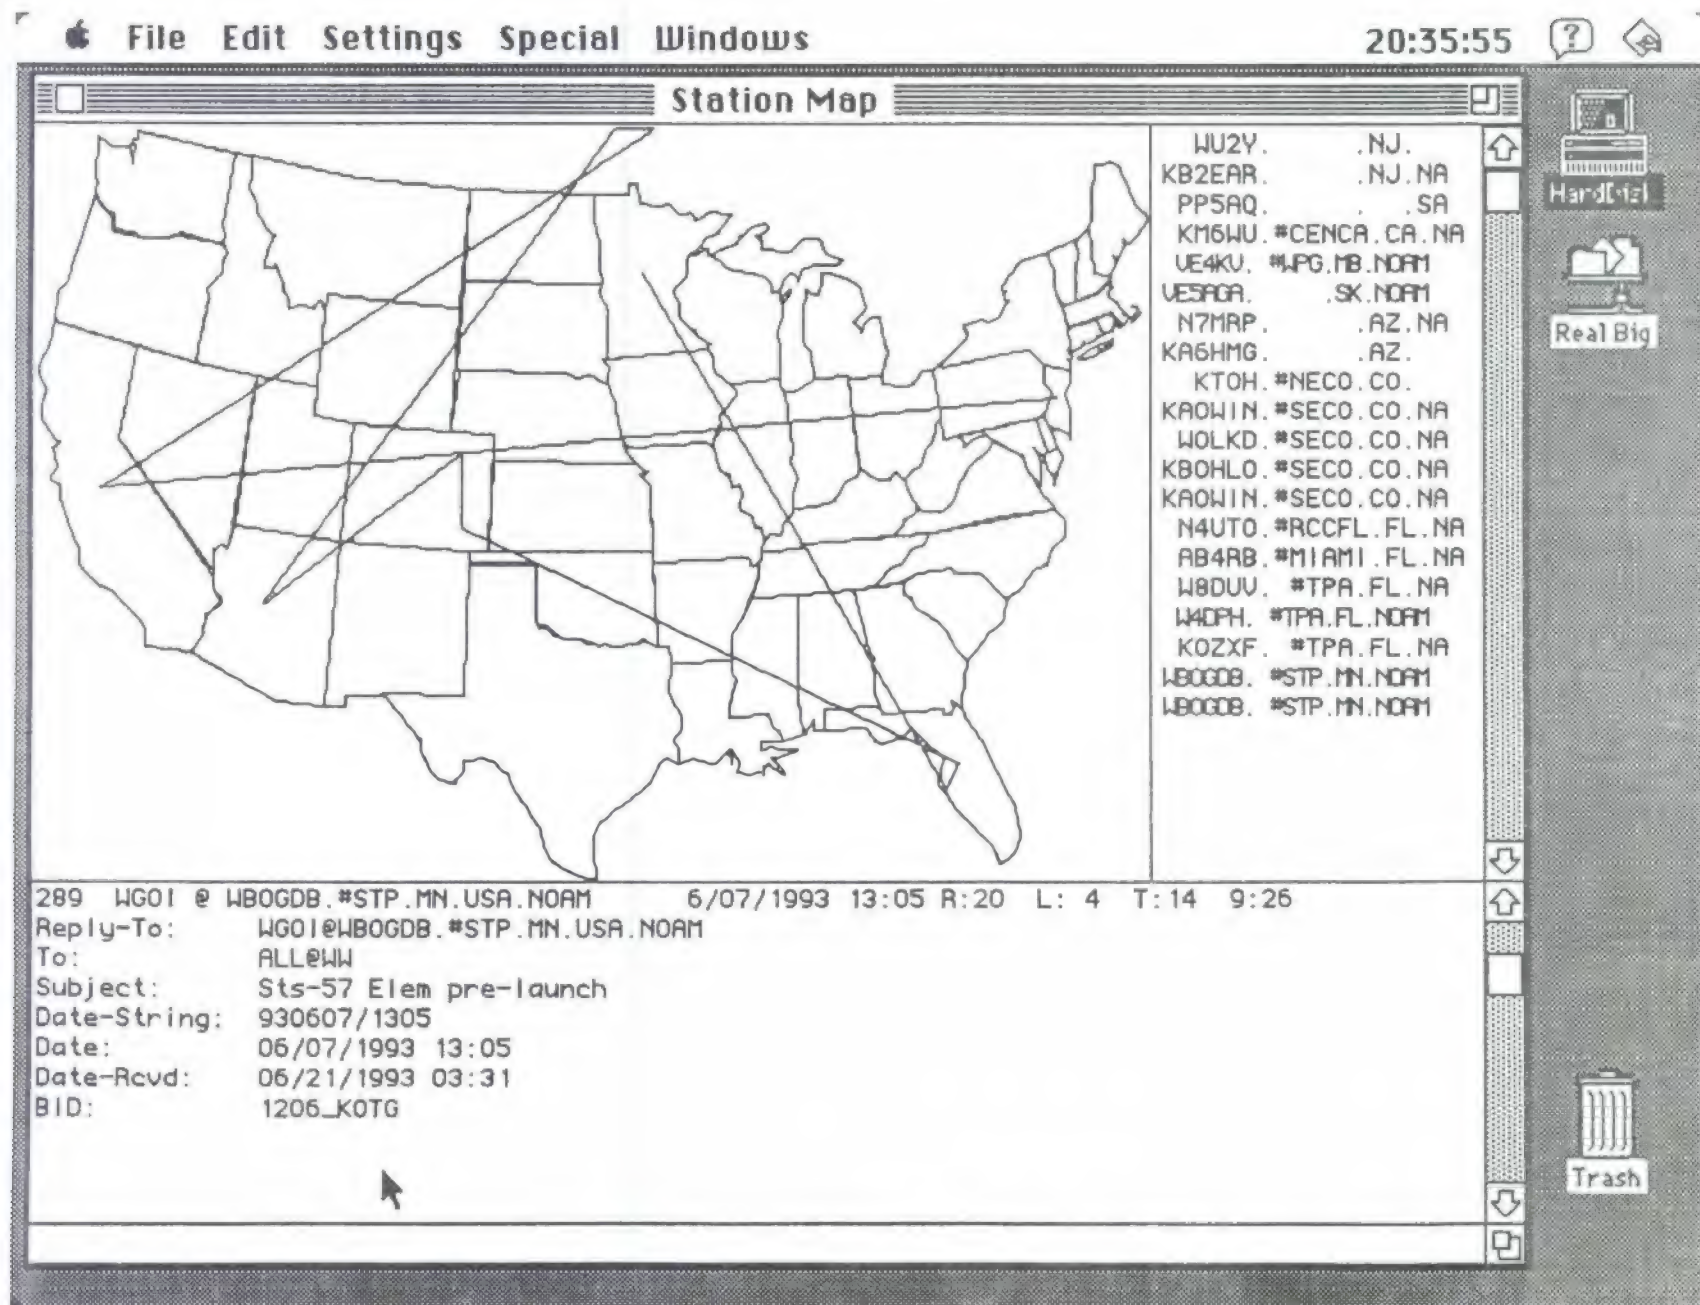 File Edit Settings Special Windows 20:35:55
Station Map
WU2Y. .NJ.
KB2EAR. .NJ.NA
PP5AQ. . .SA
KM6WU.#CENCA.CA.NA
VE4KV. #WPG.MB.NOAM
VE5AGA. .SK.NOAM
N7MRP. .AZ.NA
KA6HMG. .AZ.
KT0H.#NECO.CO.
KA0WIN.#SECO.CO.NA
W0LKD.#SECO.CO.NA
KB0HLO.#SECO.CO.NA
KA0WIN.#SECO.CO.NA
N4UTO.#RCCFL.FL.NA
AB4RB.#MIAMI.FL.NA
W8DUV. #TPA.FL.NA
W4DPH. #TPA.FL.NOAM
K0ZXF. #TPA.FL.NA
WB0GDB. #STP.MN.NOAM
WB0GDB. #STP.MN.NOAM
HardDisk
Real Big
289 WG0I @ WB0GDB.#STP.MN.USA.NOAM 6/07/1993 13:05 R:20 L: 4 T:14 9:26
Reply-To: WG0I@WB0GDB.#STP.MN.USA.NOAM
To: ALL@WW
Subject: Sts-57 Elem pre-launch
Date-String: 930607/1305
Date: 06/07/1993 13:05
Date-Rcvd: 06/21/1993 03:31
BID: 1206_K0TG
Trash